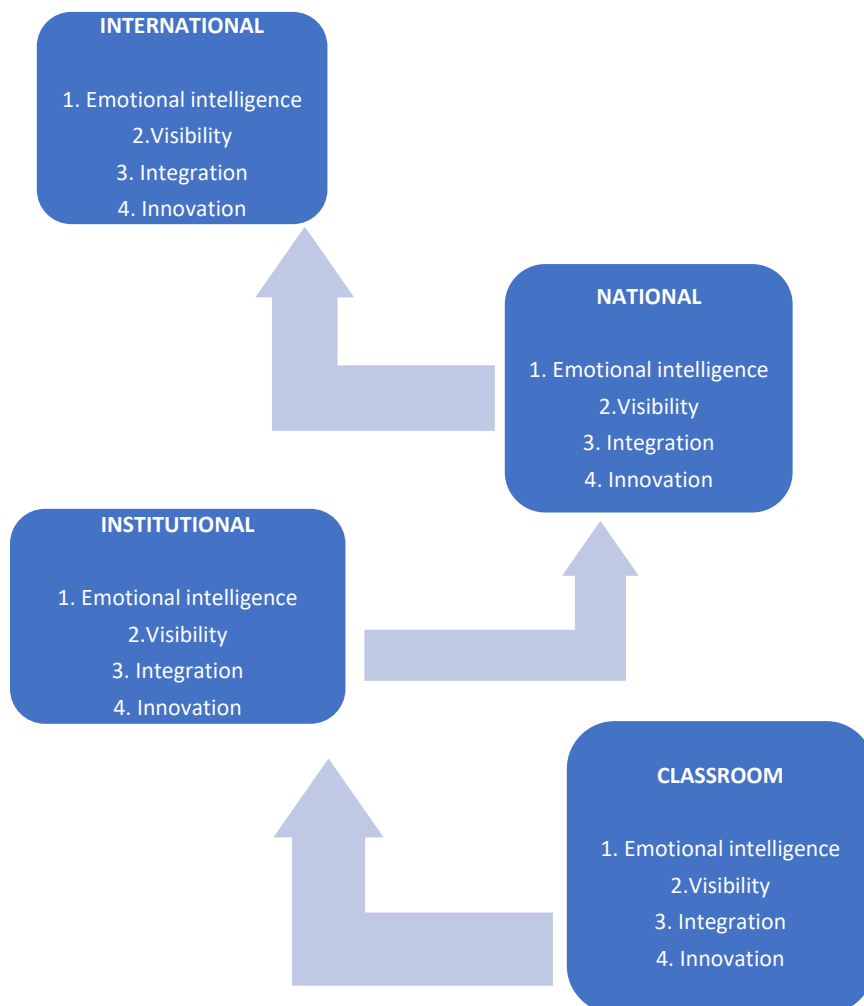 INTERNATIONAL
1. Emotional intelligence
2.Visibility
3. Integration
4. Innovation
NATIONAL
1. Emotional intelligence
2.Visibility
3. Integration
4. Innovation
INSTITUTIONAL
1. Emotional intelligence
2.Visibility
3. Integration
4. Innovation
CLASSROOM
1. Emotional intelligence
2.Visibility
3. Integration
4. Innovation